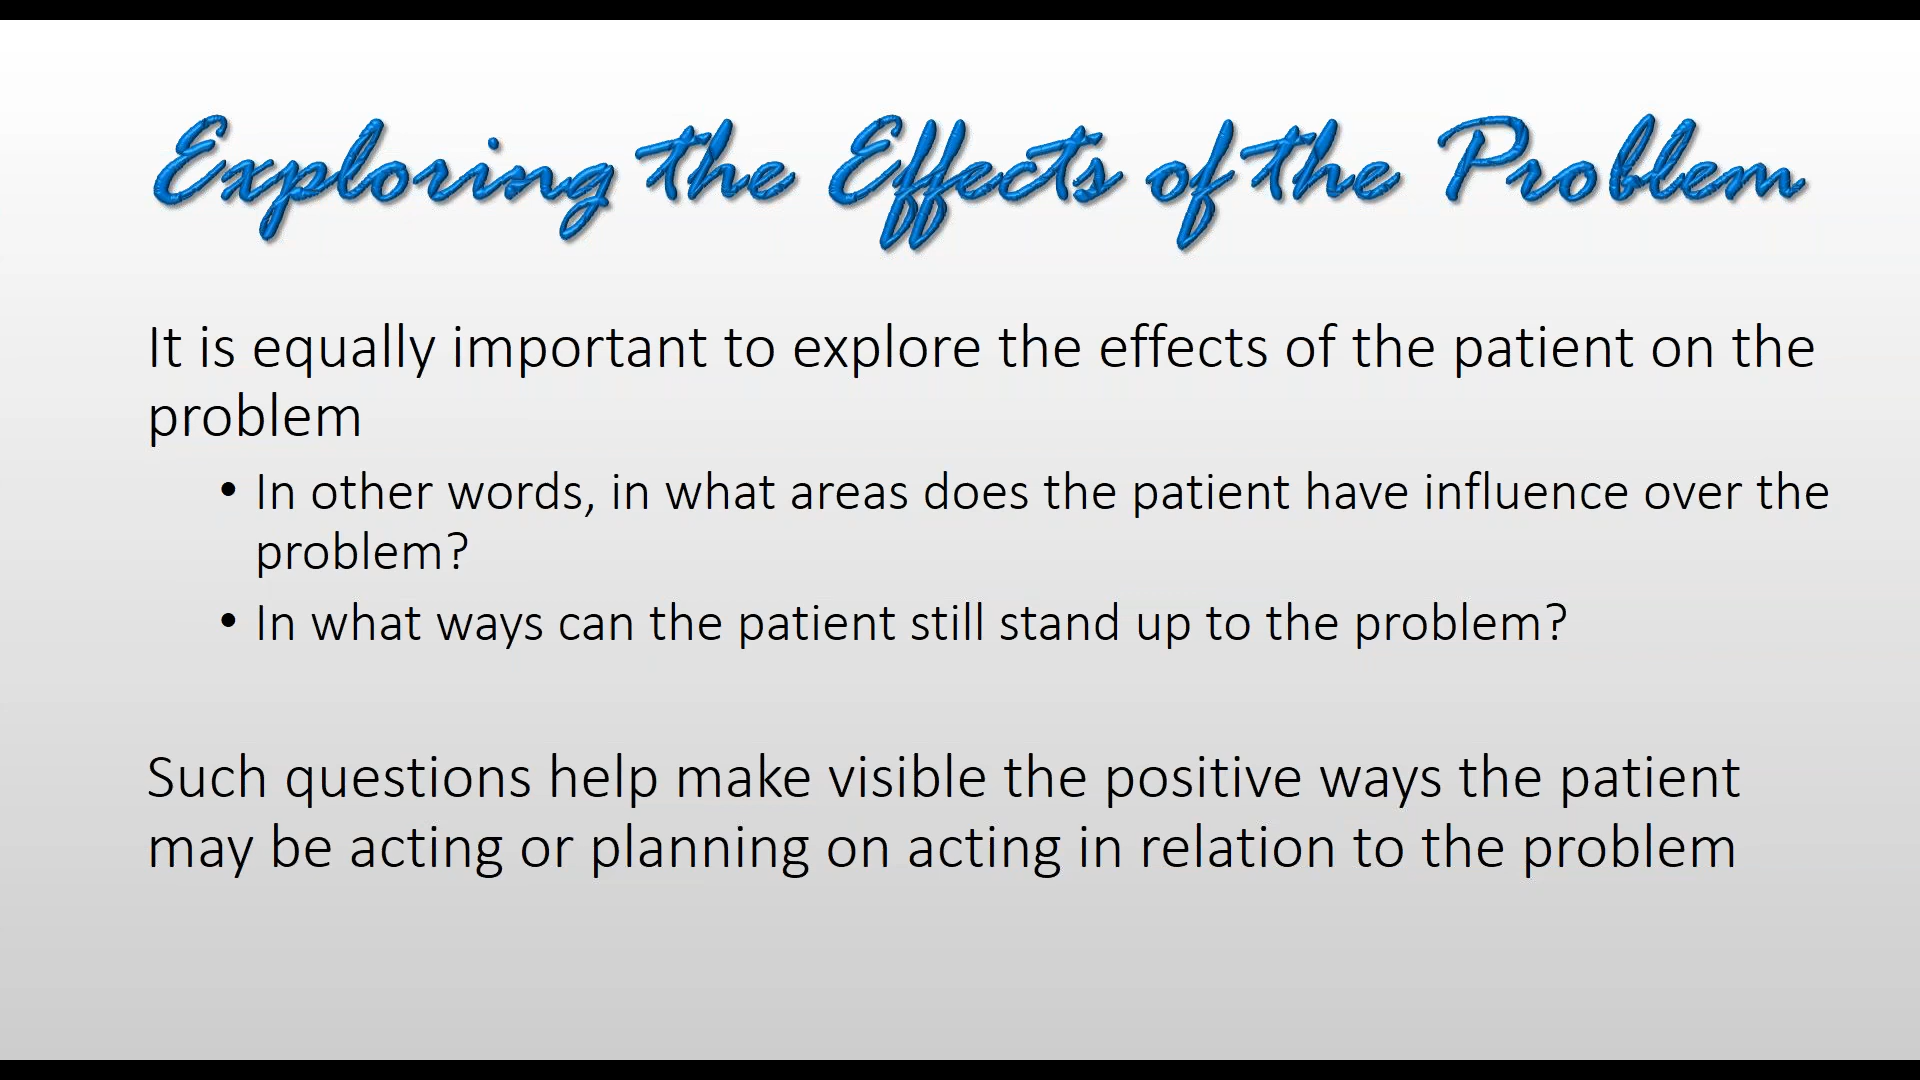 Exploring the Effects of the Problem
It is equally important to explore the effects of the patient on the
problem
• In other words, in what areas does the patient have influence over the
problem?
• In what ways can the patient still stand up to the problem?
Such questions help make visible the positive ways the patient
may be acting or planning on acting in relation to the problem